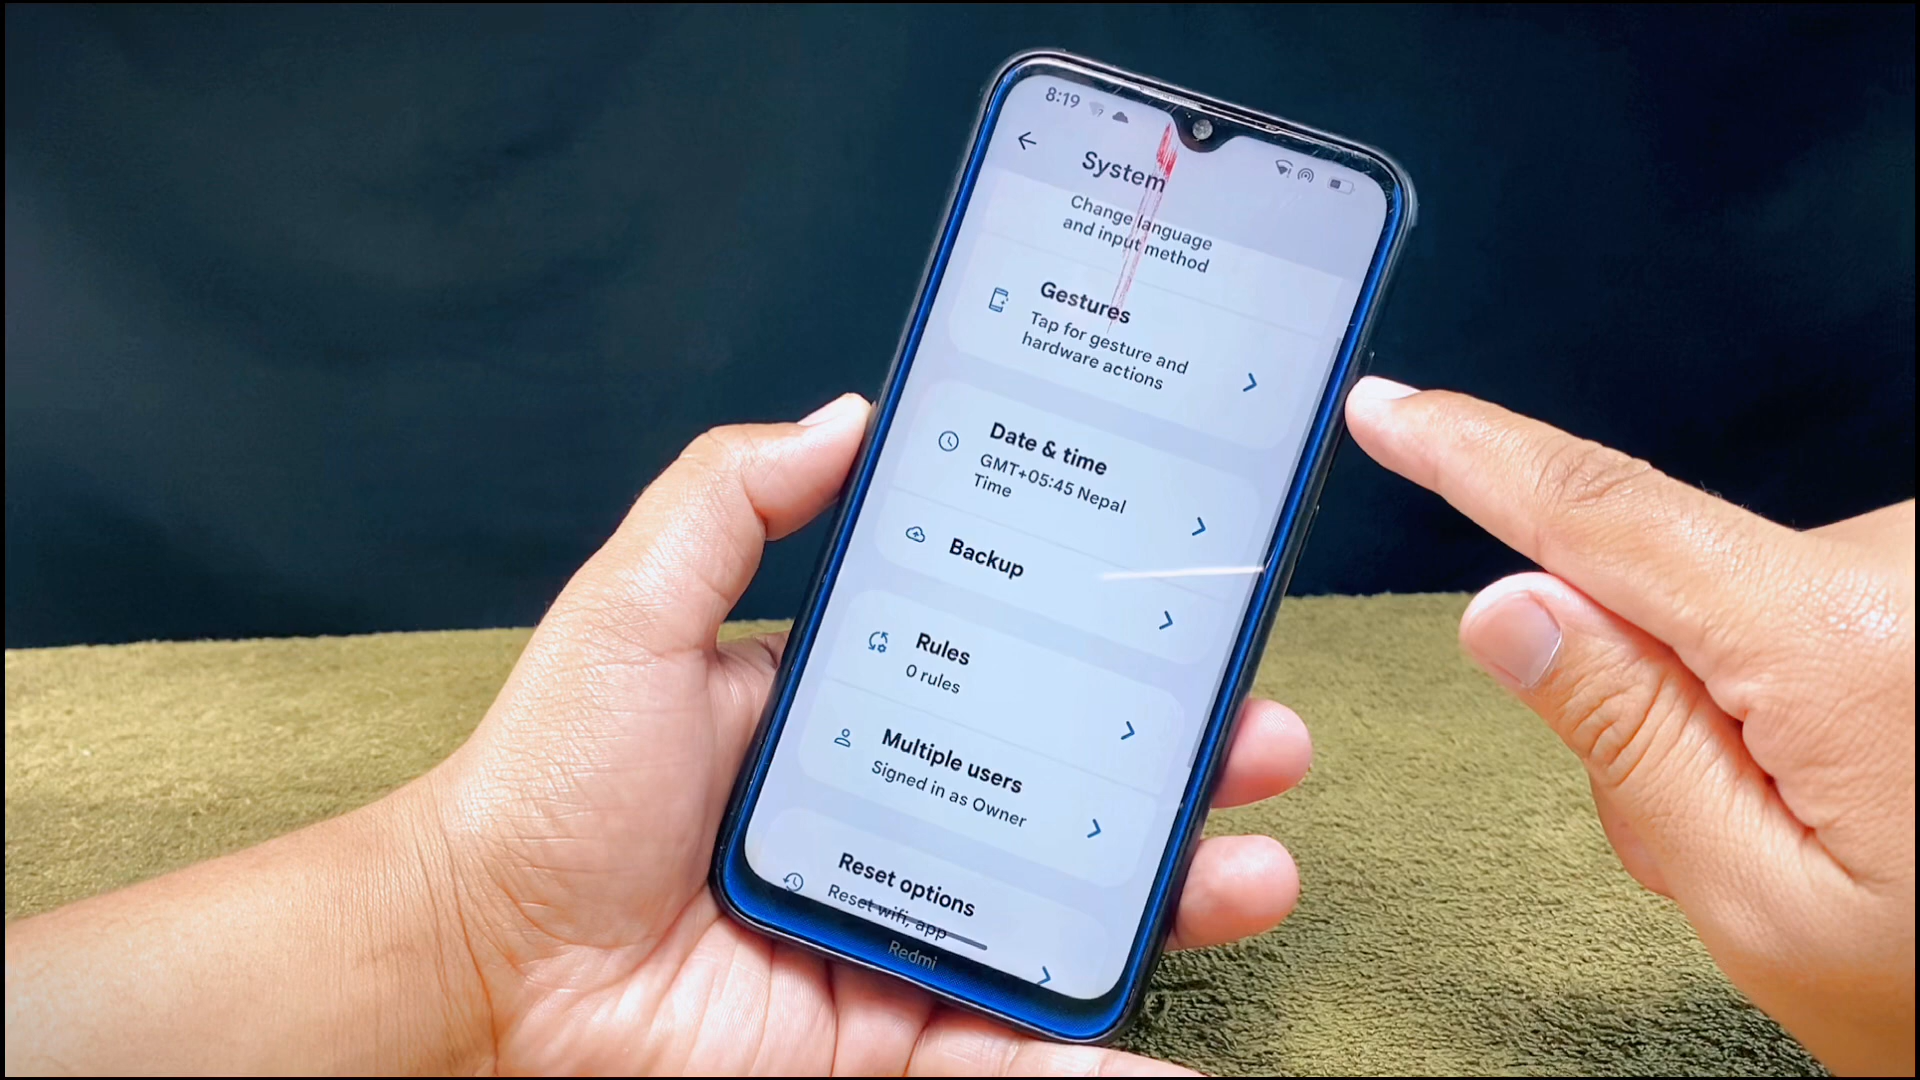 8:19
System
Change language
and input method
Gestures
Tap for gesture and
hardware actions
Date & time
GMT+05:45 Nepal
Time
Backup
Rules
0 rules
Multiple users
Signed in as Owner
Reset options
Reset wifi, app
Redmi